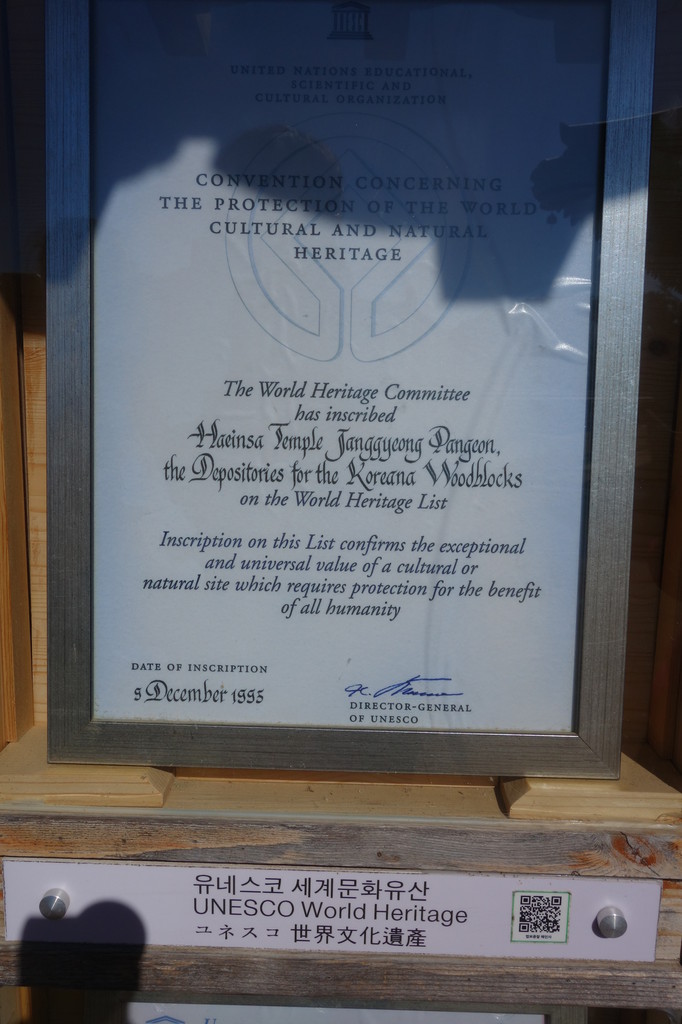 UNITED NATIONS EDUCATIONAL,
SCIENTIFIC AND
CULTURAL ORGANIZATION
CONVENTION CONCERNING
THE PROTECTION OF THE WORLD
CULTURAL AND NATURAL
HERITAGE
The World Heritage Committee
has inscribed
Haeinsa Temple Janggyeong Pangeon,
the Depositories for the Koreana Woodblocks
on the World Heritage List
Inscription on this List confirms the exceptional
and universal value of a cultural or
natural site which requires protection for the benefit
of all humanity
DATE OF INSCRIPTION
9 December 1995
DIRECTOR-GENERAL
OF UNESCO
유네스코 세계문화유산
UNESCO World Heritage
ユネスコ 世界文化遺産